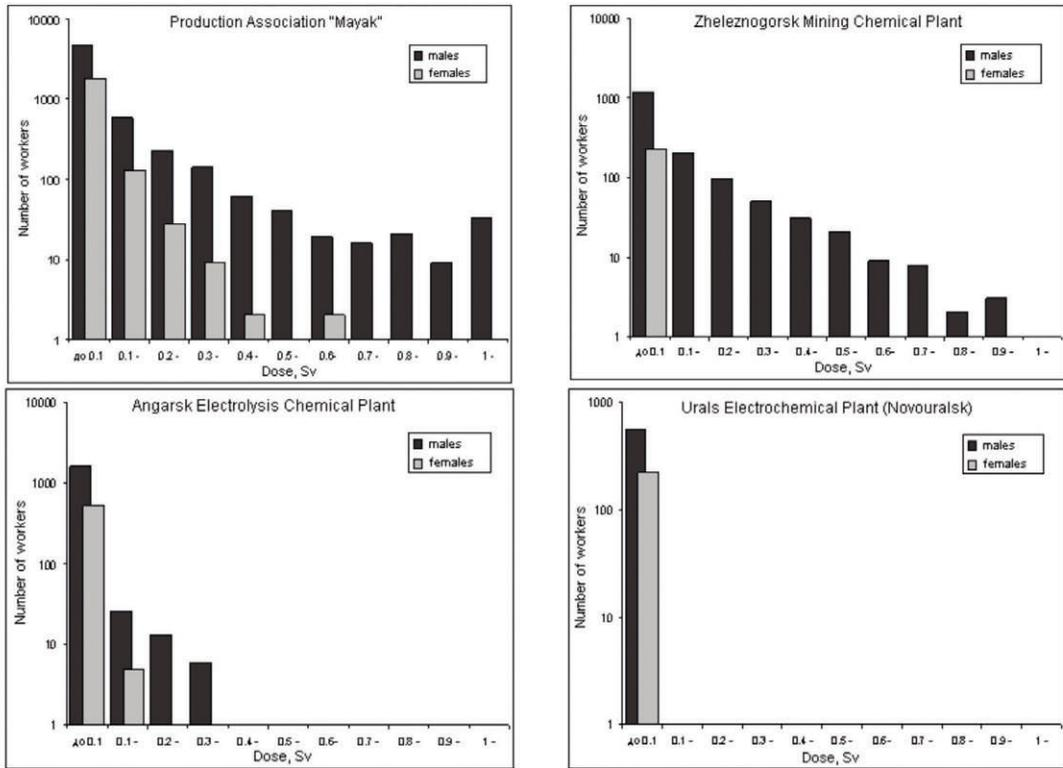 Production Association "Mayak"
10000
1000
100
10
1
Number of workers
males
females
до 0.1 0.1 - 0.2 - 0.3 - 0.4 - 0.5 - 0.6- 0.7 - 0.8 - 0.9 - 1 -
Dose, Sv
Zheleznogorsk Mining Chemical Plant
10000
1000
100
10
1
Number of workers
males
females
до 0.1 0.1 - 0.2 - 0.3 - 0.4 - 0.5 - 0.6- 0.7 - 0.8 - 0.9 - 1 -
Dose, Sv
Angarsk Electrolysis Chemical Plant
10000
1000
100
10
1
Number of workers
males
females
до 0.1 0.1 - 0.2 - 0.3 - 0.4 - 0.5 - 0.6- 0.7 - 0.8 - 0.9 - 1 -
Dose, Sv
Urals Electrochemical Plant (Novouralsk)
1000
100
10
1
Number of workers
males
females
до 0.1 0.1 - 0.2 - 0.3 - 0.4 - 0.5 - 0.6- 0.7 - 0.8 - 0.9 - 1 -
Dose, Sv